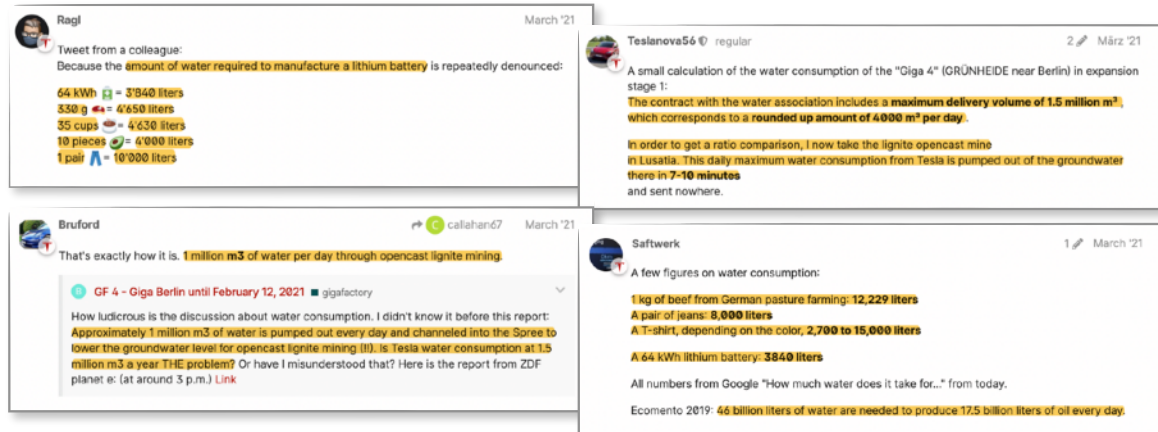 Ragl March '21
Tweet from a colleague:
Because the amount of water required to manufacture a lithium battery is repeatedly denounced:
64 kWh 🔋= 3'840 liters
330 g 🥩= 4'650 liters
35 cups ☕= 4'630 liters
10 pieces 🥑= 4'000 liters
1 pair 👖= 10'000 liters
Bruford callahan67 March '21
That's exactly how it is. 1 million m3 of water per day through opencast lignite mining.
B GF 4 - Giga Berlin until February 12, 2021 gigafactory
How ludicrous is the discussion about water consumption. I didn't know it before this report:
Approximately 1 million m3 of water is pumped out every day and channeled into the Spree to
lower the groundwater level for opencast lignite mining (!!). Is Tesla water consumption at 1.5
million m3 a year THE problem? Or have I misunderstood that? Here is the report from ZDF
planet e: (at around 3 p.m.) Link
Teslanova56 regular 2 März '21
A small calculation of the water consumption of the "Giga 4" (GRÜNHEIDE near Berlin) in expansion
stage 1:
The contract with the water association includes a maximum delivery volume of 1.5 million m³ ,
which corresponds to a rounded up amount of 4000 m³ per day .
In order to get a ratio comparison, I now take the lignite opencast mine
in Lusatia. This daily maximum water consumption from Tesla is pumped out of the groundwater
there in 7-10 minutes
and sent nowhere.
Saftwerk 1 March '21
A few figures on water consumption:
1 kg of beef from German pasture farming: 12,229 liters
A pair of jeans: 8,000 liters
A T-shirt, depending on the color, 2,700 to 15,000 liters
A 64 kWh lithium battery: 3840 liters
All numbers from Google "How much water does it take for..." from today.
Ecomento 2019: 46 billion liters of water are needed to produce 17.5 billion liters of oil every day.